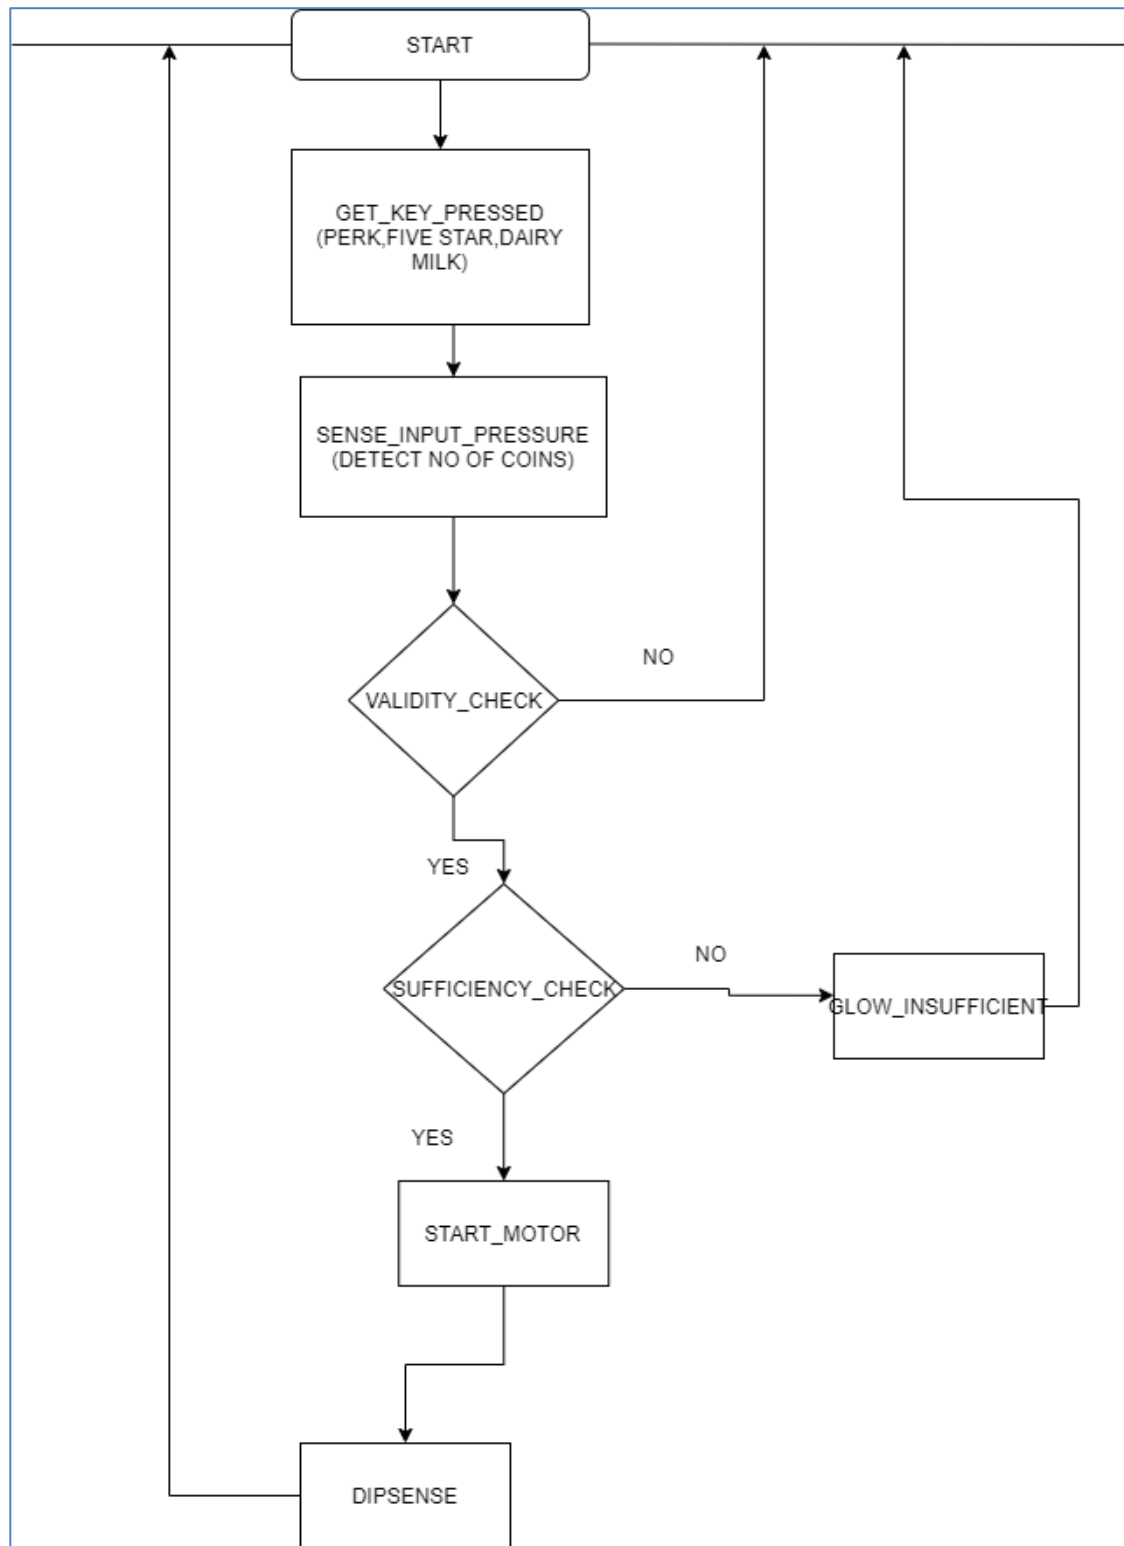 START
GET_KEY_PRESSED
(PERK,FIVE STAR,DAIRY
MILK)
SENSE_INPUT_PRESSURE
(DETECT NO OF COINS)
NO
VALIDITY_CHECK
YES
NO
SUFFICIENCY_CHECK
GLOW_INSUFFICIENT
YES
START_MOTOR
DIPSENSE